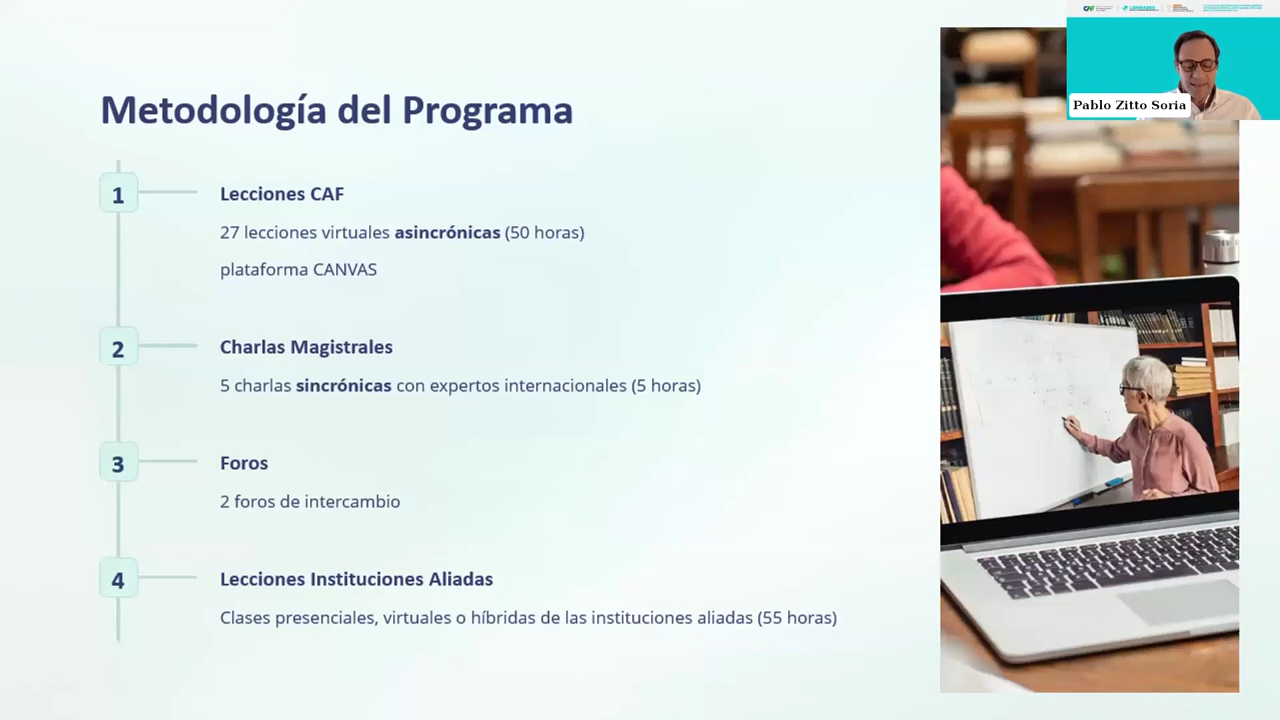 Metodología del Programa
1
Lecciones CAF
27 lecciones virtuales asincrónicas (50 horas)
plataforma CANVAS
2
Charlas Magistrales
5 charlas sincrónicas con expertos internacionales (5 horas)
3
Foros
2 foros de intercambio
4
Lecciones Instituciones Aliadas
Clases presenciales, virtuales o híbridas de las instituciones aliadas (55 horas)
CAF
Pablo Zitto Soria